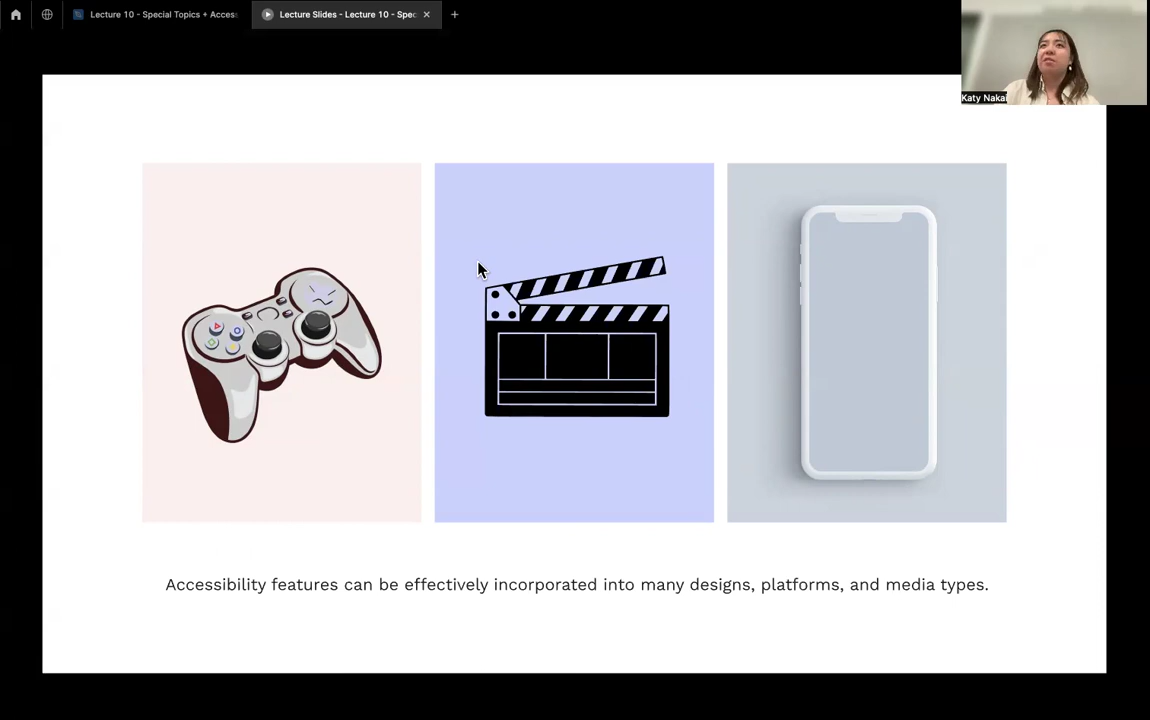 Lecture 10 - Special Topics + Access
Lecture Slides - Lecture 10 - Spec
Katy Nakai
Accessibility features can be effectively incorporated into many designs, platforms, and media types.